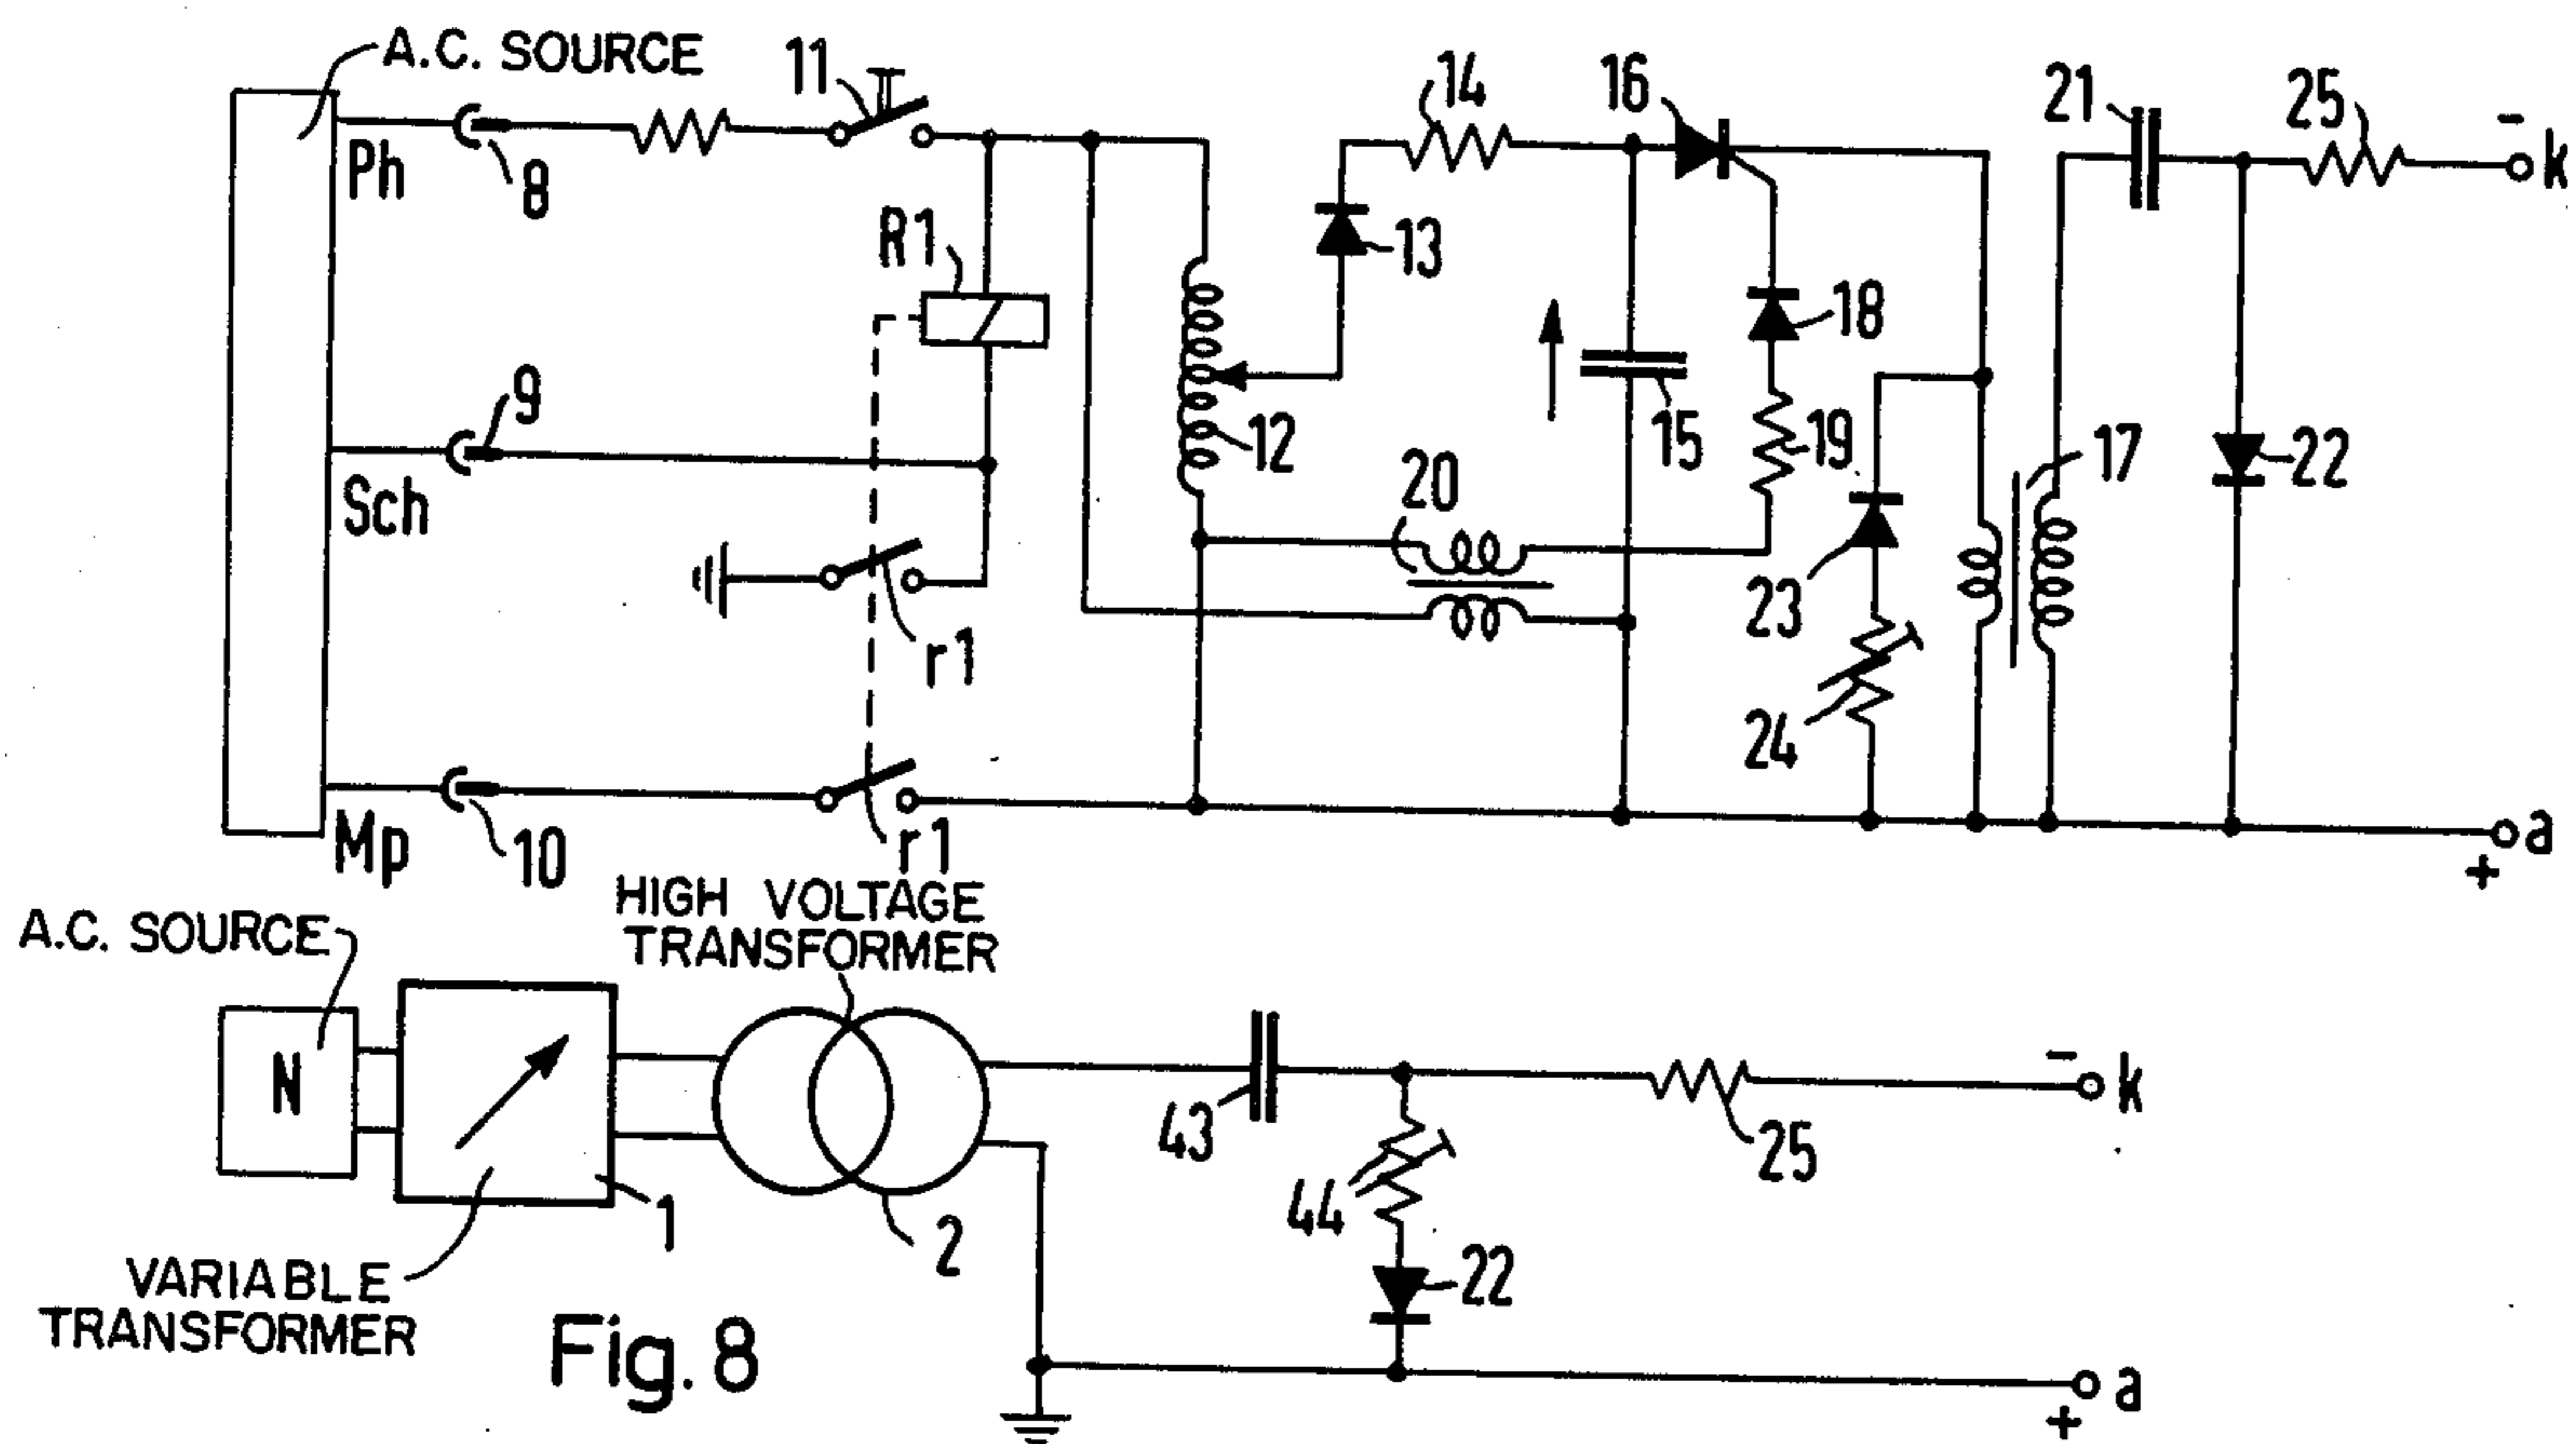 A.C. SOURCE
11
14
16
21
25
-
k
Ph
8
R1
13
18
9
12
15
19
17
22
Sch
20
23
r1
24
Mp
10
r1
a
+
A.C. SOURCE
HIGH VOLTAGE
TRANSFORMER
N
43
-
k
25
1
2
44
22
VARIABLE
TRANSFORMER
Fig. 8
a
+